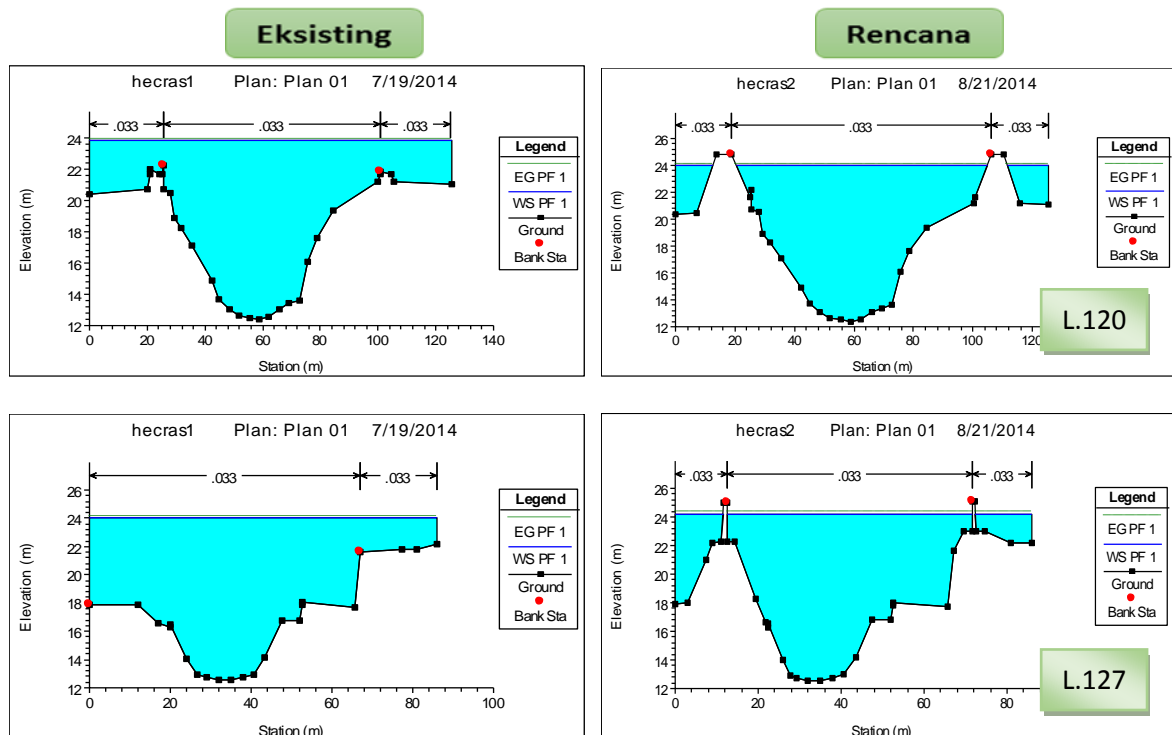 Eksisting
Rencana
hecras1 Plan: Plan 01 7/19/2014
.033 .033 .033
24
22
20
18
16
14
12
0 20 40 60 80 100 120 140
Elevation (m)
Station (m)
Legend
EG PF 1
WS PF 1
Ground
Bank Sta
hecras2 Plan: Plan 01 8/21/2014
.033 .033 .033
26
24
22
20
18
16
14
12
0 20 40 60 80 100 120
Elevation (m)
Station (m)
Legend
EG PF 1
WS PF 1
Ground
Bank Sta
L.120
hecras1 Plan: Plan 01 7/19/2014
.033 .033
26
24
22
20
18
16
14
12
0 20 40 60 80 100
Elevation (m)
Station (m)
Legend
EG PF 1
WS PF 1
Ground
Bank Sta
hecras2 Plan: Plan 01 8/21/2014
.033 .033 .033
26
24
22
20
18
16
14
12
0 20 40 60 80
Elevation (m)
Station (m)
Legend
EG PF 1
WS PF 1
Ground
Bank Sta
L.127